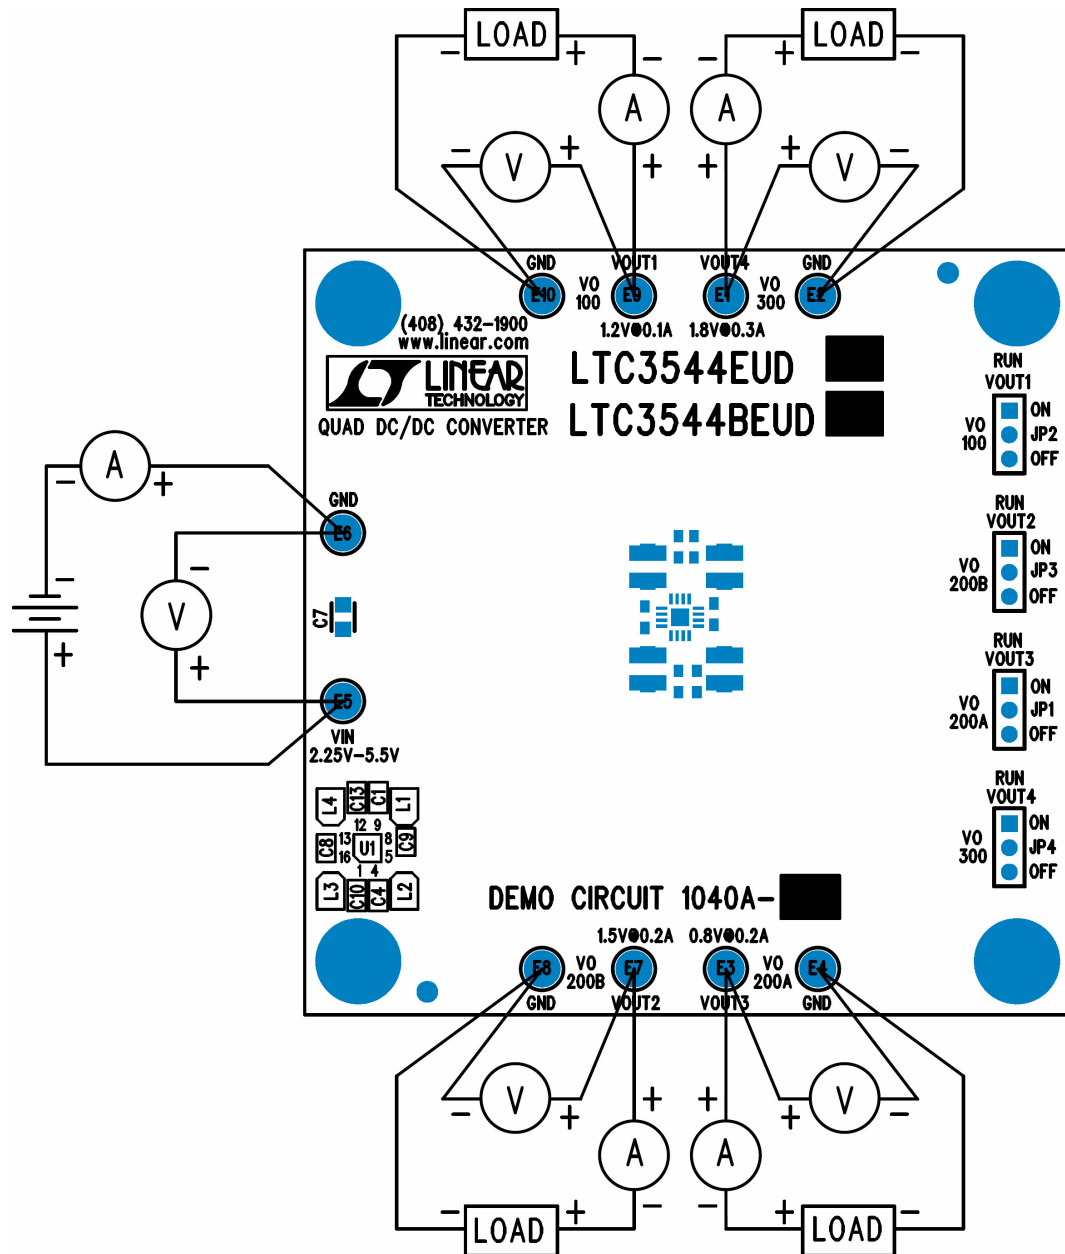 LOAD
LOAD
- + - - + -
A
A
- V + + + + V -
GND VOUT1 VOUT4 GND
E10 VO 100 E9 E1 VO 300 E2
1.2V@0.1A 1.8V@0.3A
(408) 432-1900
www.linear.com
LINEAR
TECHNOLOGY
QUAD DC/DC CONVERTER
LTC3544EUD
LTC3544BEUD
RUN
VOUT1
VO
100
ON
JP2
OFF
RUN
VOUT2
VO
200B
ON
JP3
OFF
RUN
VOUT3
VO
200A
ON
JP1
OFF
RUN
VOUT4
VO
300
ON
JP4
OFF
- A +
GND
E6
-
-
V
C7
+
+
E5
VIN
2.25V-5.5V
L4 C13 C1 L1
12 9
C8 13 U1 8 C9
16 5
1 4
L3 C10 C4 L2
DEMO CIRCUIT 1040A-
1.5V@0.2A 0.8V@0.2A
E8 VO 200B E7 E3 VO 200A E4
GND VOUT2 VOUT3 GND
- V + + + + V -
A
A
- + - - + -
LOAD
LOAD